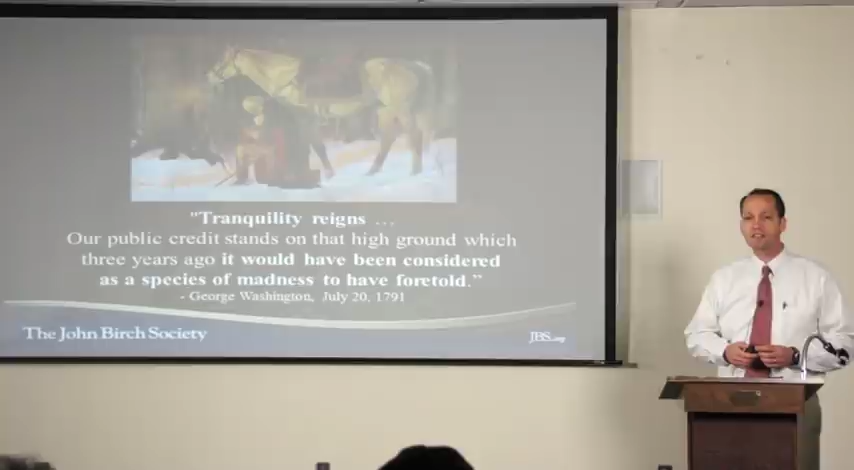 "Tranquility reigns …
Our public credit stands on that high ground which
three years ago it would have been considered
as a species of madness to have foretold."
- George Washington, July 20, 1791
The John Birch Society
JBS.org